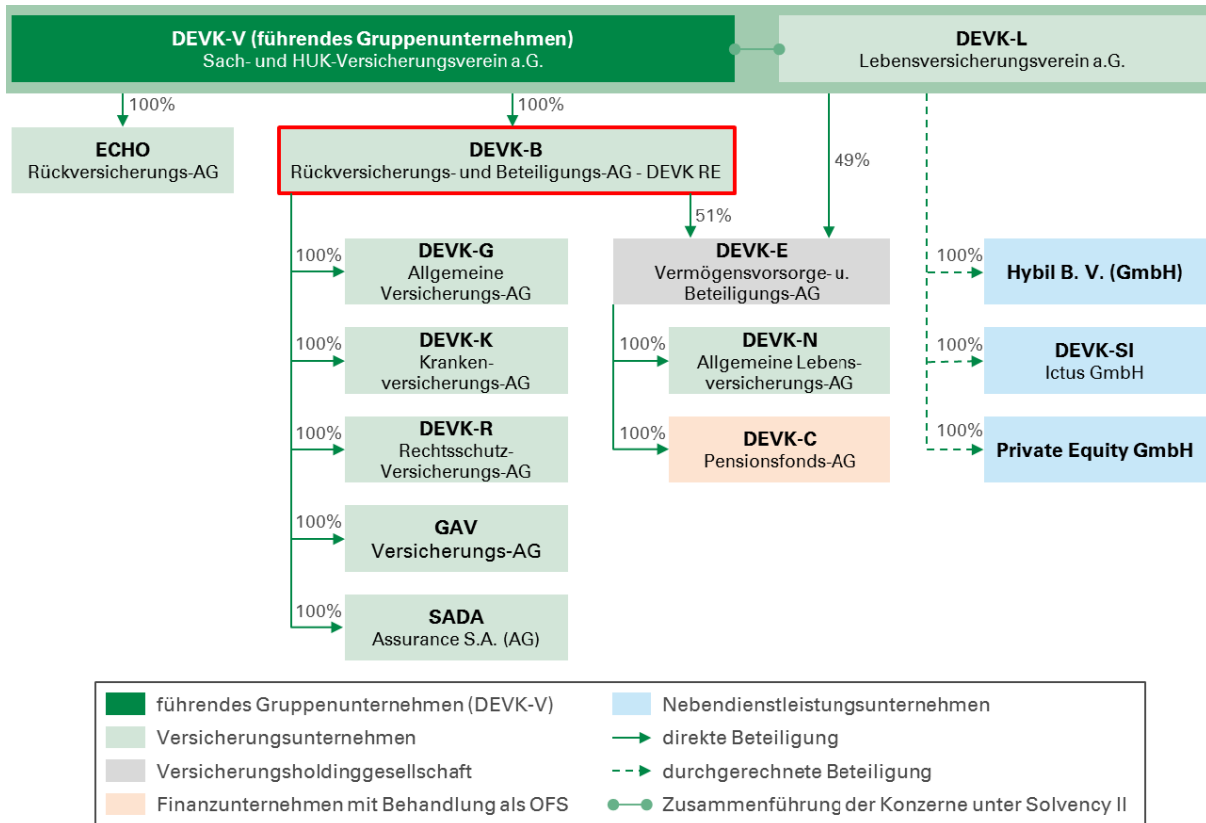 DEVK-V (führendes Gruppenunternehmen)
Sach- und HUK-Versicherungsverein a.G.
DEVK-L
Lebensversicherungsverein a.G.
100%
100%
49%
ECHO
Rückversicherungs-AG
DEVK-B
Rückversicherungs- und Beteiligungs-AG - DEVK RE
51%
100%
DEVK-G
Allgemeine
Versicherungs-AG
DEVK-E
Vermögensvorsorge- u.
Beteiligungs-AG
100%
Hybil B. V. (GmbH)
100%
DEVK-K
Kranken-
versicherungs-AG
100%
DEVK-N
Allgemeine Lebens-
versicherungs-AG
100%
DEVK-SI
Ictus GmbH
100%
DEVK-R
Rechtsschutz-
Versicherungs-AG
100%
DEVK-C
Pensionsfonds-AG
100%
Private Equity GmbH
100%
GAV
Versicherungs-AG
100%
SADA
Assurance S.A. (AG)
führendes Gruppenunternehmen (DEVK-V)
Versicherungsunternehmen
Versicherungsholdinggesellschaft
Finanzunternehmen mit Behandlung als OFS
Nebendienstleistungsunternehmen
direkte Beteiligung
durchgerechnete Beteiligung
Zusammenführung der Konzerne unter Solvency II